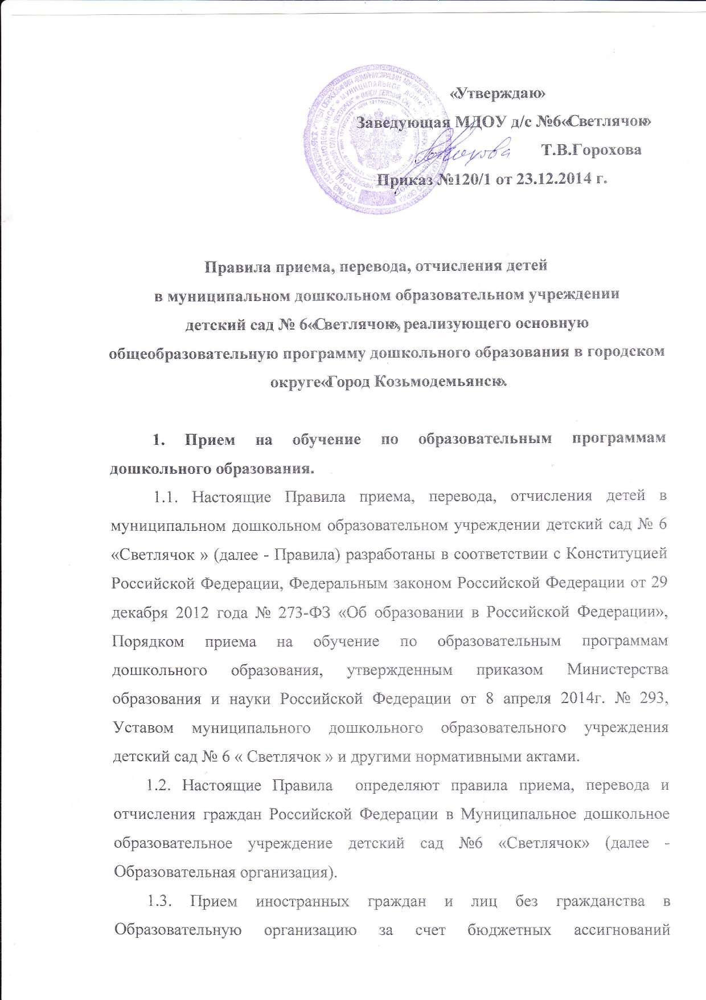 «Утверждаю»
Заведующая МДОУ д/с №6«Светлячок»
Т.В.Горохова
Приказ №120/1 от 23.12.2014 г.
Правила приема, перевода, отчисления детей
в муниципальном дошкольном образовательном учреждении
детский сад № 6«Светлячок», реализующего основную
общеобразовательную программу дошкольного образования в городском
округе«Город Козьмодемьянск».
1. Прием на обучение по образовательным программам
дошкольного образования.
1.1. Настоящие Правила приема, перевода, отчисления детей в
муниципальном дошкольном образовательном учреждении детский сад № 6
«Светлячок » (далее - Правила) разработаны в соответствии с Конституцией
Российской Федерации, Федеральным законом Российской Федерации от 29
декабря 2012 года № 273-ФЗ «Об образовании в Российской Федерации»,
Порядком приема на обучение по образовательным программам
дошкольного образования, утвержденным приказом Министерства
образования и науки Российской Федерации от 8 апреля 2014г. № 293,
Уставом муниципального дошкольного образовательного учреждения
детский сад № 6 « Светлячок » и другими нормативными актами.
1.2. Настоящие Правила определяют правила приема, перевода и
отчисления граждан Российской Федерации в Муниципальное дошкольное
образовательное учреждение детский сад №6 «Светлячок» (далее -
Образовательная организация).
1.3. Прием иностранных граждан и лиц без гражданства в
Образовательную организацию за счет бюджетных ассигнований